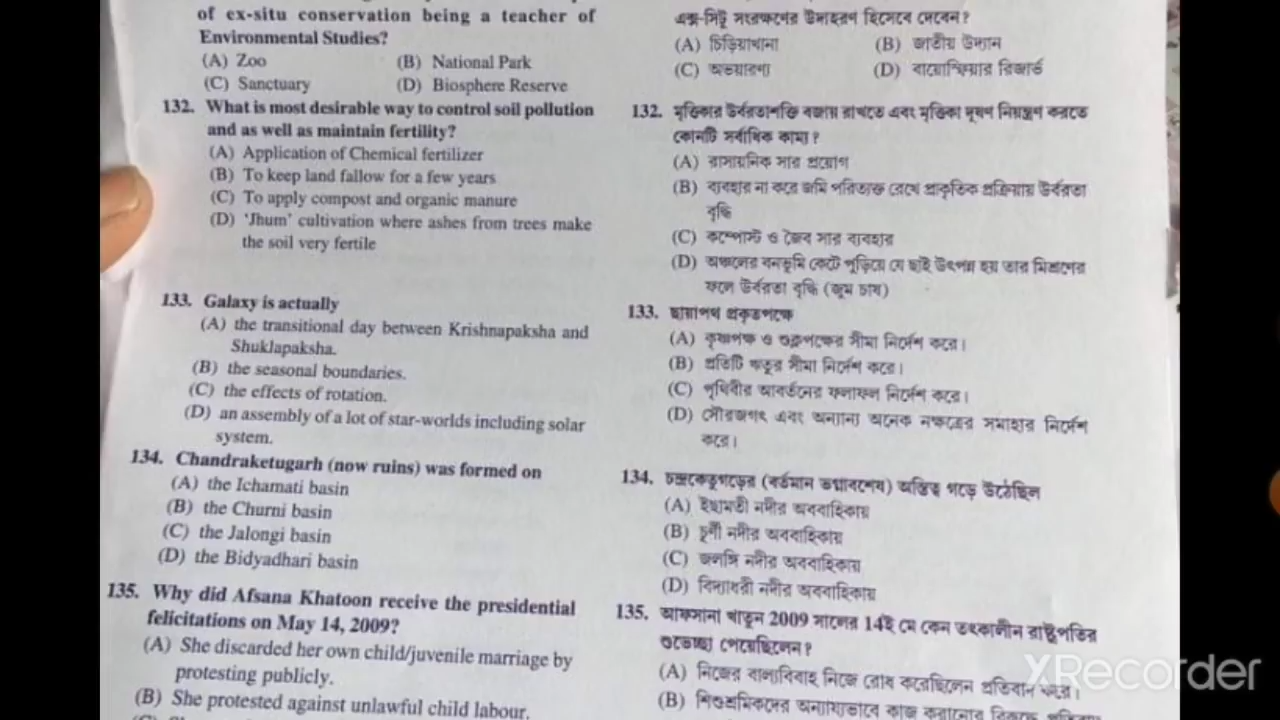 of ex-situ conservation being a teacher of
Environmental Studies?
(A) Zoo (B) National Park
(C) Sanctuary (D) Biosphere Reserve
132. What is most desirable way to control soil pollution
and as well as maintain fertility?
(A) Application of Chemical fertilizer
(B) To keep land fallow for a few years
(C) To apply compost and organic manure
(D) 'Jhum' cultivation where ashes from trees make
the soil very fertile
133. Galaxy is actually
(A) the transitional day between Krishnapaksha and
Shuklapaksha.
(B) the seasonal boundaries.
(C) the effects of rotation.
(D) an assembly of a lot of star-worlds including solar
system.
134. Chandraketugarh (now ruins) was formed on
(A) the Ichamati basin
(B) the Churni basin
(C) the Jalongi basin
(D) the Bidyadhari basin
135. Why did Afsana Khatoon receive the presidential
felicitations on May 14, 2009?
(A) She discarded her own child/juvenile marriage by
protesting publicly.
(B) She protested against unlawful child labour.
এক্স-সিটু সংরক্ষণের উদাহরণ হিসেবে দেবেন?
(A) চিড়িয়াখানা (B) জাতীয় উদ্যান
(C) অভয়ারণ্য (D) বায়োস্ফিয়ার রিজার্ভ
132. মৃত্তিকার উর্বরতাশক্তি বজায় রাখতে এবং মৃত্তিকা দূষণ নিয়ন্ত্রণ করতে
কোনটি সর্বাধিক কাম্য?
(A) রাসায়নিক সার প্রয়োগ
(B) ব্যবহার না করে জমি পরিত্যক্ত রেখে প্রাকৃতিক প্রক্রিয়ায় উর্বরতা
বৃদ্ধি
(C) কম্পোস্ট ও জৈব সার ব্যবহার
(D) অঞ্চলের বনভূমি কেটে পুড়িয়ে যে ছাই উৎপন্ন হয় তার মিশ্রণের
ফলে উর্বরতা বৃদ্ধি (জুম চাষ)
133. ছায়াপথ প্রকৃতপক্ষে
(A) কৃষ্ণপক্ষ ও শুক্লপক্ষের সীমা নির্দেশ করে।
(B) প্রতিটি ঋতুর সীমা নির্দেশ করে।
(C) পৃথিবীর আবর্তনের ফলাফল নির্দেশ করে।
(D) সৌরজগৎ এবং অন্যান্য অনেক নক্ষত্রের সমাহার নির্দেশ
করে।
134. চন্দ্রকেতুগড়ের (বর্তমান ভগ্নাবশেষ) অস্তিত্ব গড়ে উঠেছিল
(A) ইছামতী নদীর অববাহিকায়
(B) চূর্ণী নদীর অববাহিকায়
(C) জলঙ্গি নদীর অববাহিকায়
(D) বিদ্যাধরী নদীর অববাহিকায়
135. আফসানা খাতুন 2009 সালের 14ই মে কেন তৎকালীন রাষ্ট্রপতির
শুভেচ্ছা পেয়েছিলেন?
(A) নিজের বাল্যবিবাহ নিজে রোধ করেছিলেন প্রতিবাদ করে।
(B) শিশুশ্রমিকদের অন্যায্যভাবে কাজ করানোর বিরুদ্ধে
XRecorder